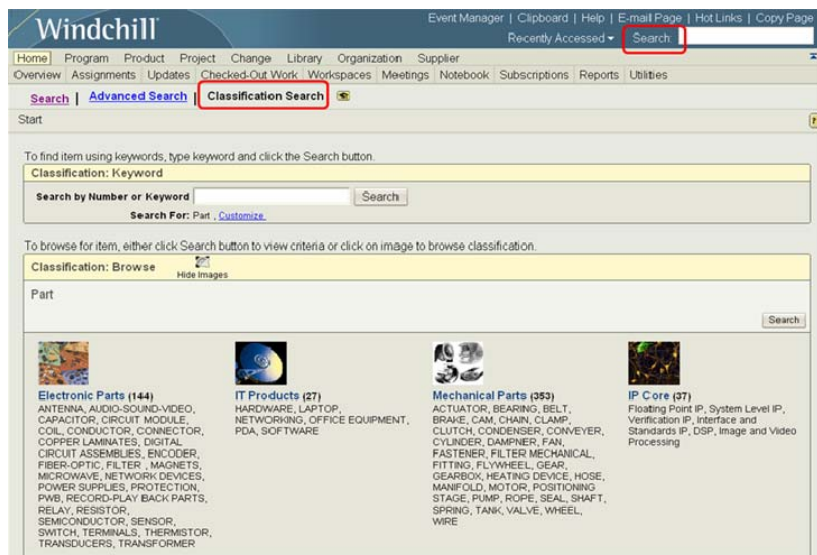 Windchill
Event Manager | Clipboard | Help | E-mail Page | Hot Links | Copy Page
Recently Accessed Search:
Home Program Product Project Change Library Organization Supplier
Overview Assignments Updates Checked-Out Work Workspaces Meetings Notebook Subscriptions Reports Utilities
Search | Advanced Search | Classification Search
Start
To find item using keywords, type keyword and click the Search button.
Classification: Keyword
Search by Number or Keyword Search
Search For: Part , Customize
To browse for item, either click Search button to view criteria or click on image to browse classification.
Classification: Browse Hide Images
Part
Search
Electronic Parts (144)
ANTENNA, AUDIO-SOUND-VIDEO,
CAPACITOR, CIRCUIT MODULE,
COIL, CONDUCTOR, CONNECTOR,
COPPER LAMINATES, DIGITAL
CIRCUIT ASSEMBLIES, ENCODER,
FIBER-OPTIC, FILTER , MAGNETS,
MICROWAVE, NETWORK DEVICES,
POWER SUPPLIES, PROTECTION,
PWB, RECORD-PLAY BACK PARTS,
RELAY, RESISTOR,
SEMICONDUCTOR, SENSOR,
SWITCH, TERMINALS, THERMISTOR,
TRANSDUCERS, TRANSFORMER
IT Products (27)
HARDWARE, LAPTOP,
NETWORKING, OFFICE EQUIPMENT,
PDA, SOFTWARE
Mechanical Parts (353)
ACTUATOR, BEARING, BELT,
BRAKE, CAM, CHAIN, CLAMP,
CLUTCH, CONDENSER, CONVEYER,
CYLINDER, DAMPNER, FAN,
FASTENER, FILTER MECHANICAL,
FITTING, FLYWHEEL, GEAR,
GEARBOX, HEATING DEVICE, HOSE,
MANIFOLD, MOTOR, POSITIONING
STAGE, PUMP, ROPE, SEAL, SHAFT,
SPRING, TANK, VALVE, WHEEL,
WIRE
IP Core (37)
Floating Point IP, System Level IP,
Verification IP, Interface and
Standards IP, DSP, Image and Video
Processing